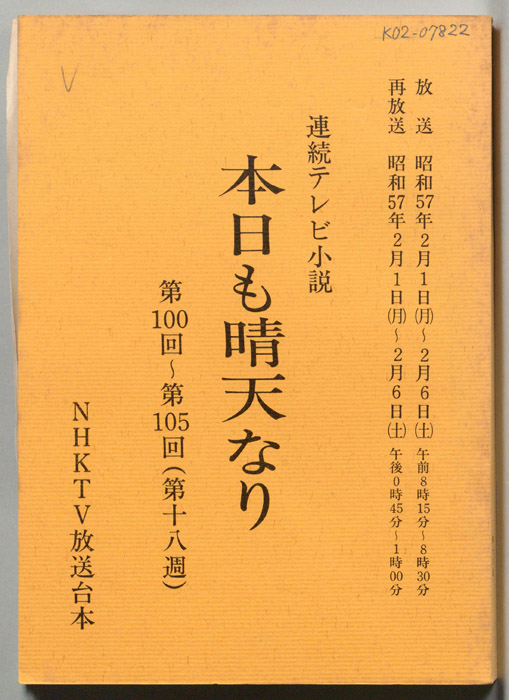 K02-07822
放送 昭和57年2月1日(月)～2月6日(土) 午前8時15分～8時30分
再放送 昭和57年2月1日(月)～2月6日(土) 午後0時45分～1時00分
連続テレビ小説
本日も晴天なり
第100回～第105回(第十八週)
NHKTV放送台本